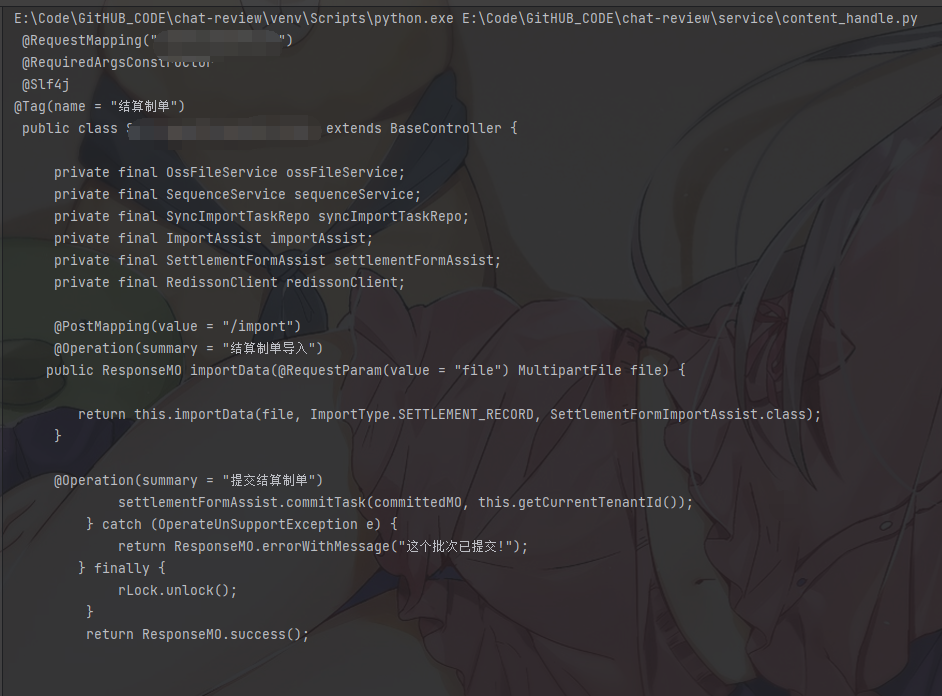 E:\Code\GitHUB_CODE\chat-review\venv\Scripts\python.exe E:\Code\GitHUB_CODE\chat-review\service\content_handle.py
@RequestMapping("")
@RequiredArgsConstructor
@Slf4j
@Tag(name = "结算制单")
public class S extends BaseController {
private final OssFileService ossFileService;
private final SequenceService sequenceService;
private final SyncImportTaskRepo syncImportTaskRepo;
private final ImportAssist importAssist;
private final SettlementFormAssist settlementFormAssist;
private final RedissonClient redissonClient;
@PostMapping(value = "/import")
@Operation(summary = "结算制单导入")
public ResponseMO importData(@RequestParam(value = "file") MultipartFile file) {
return this.importData(file, ImportType.SETTLEMENT_RECORD, SettlementFormImportAssist.class);
}
@Operation(summary = "提交结算制单")
settlementFormAssist.commitTask(committedMO, this.getCurrentTenantId());
} catch (OperateUnSupportException e) {
return ResponseMO.errorWithMessage("这个批次已提交!");
} finally {
rLock.unlock();
}
return ResponseMO.success();